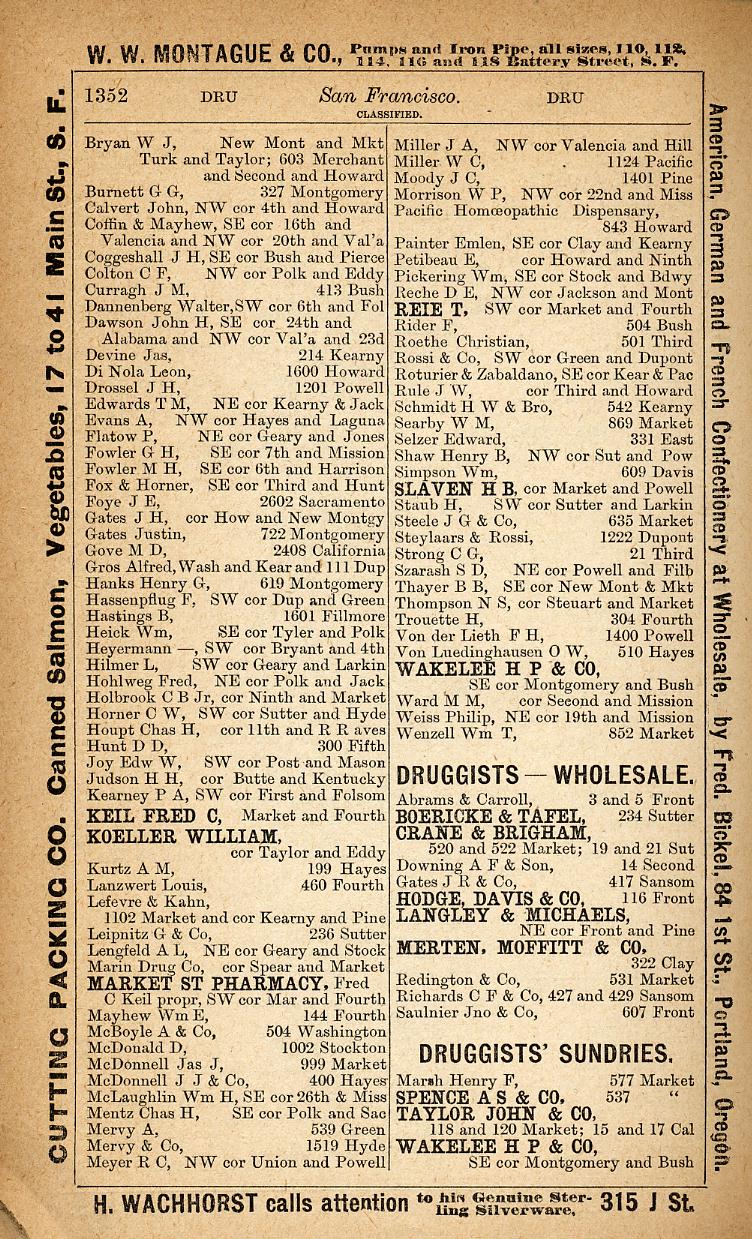 W. W. MONTAGUE & CO., Pumps and Iron Pipe, all sizes, 110, 112,
114, 116 and 118 Battery Street, S. F.
1352 DRU San Francisco. DRU
CLASSIFIED.
Bryan W J, New Mont and Mkt
Turk and Taylor; 603 Merchant
and Second and Howard
Burnett G G, 327 Montgomery
Calvert John, NW cor 4th and Howard
Coffin & Mayhew, SE cor 16th and
Valencia and NW cor 20th and Val'a
Coggeshall J H, SE cor Bush and Pierce
Colton C F, NW cor Polk and Eddy
Curragh J M, 413 Bush
Dannenberg Walter, SW cor 6th and Fol
Dawson John H, SE cor 24th and
Alabama and NW cor Val'a and 23d
Devine Jas, 214 Kearny
Di Nola Leon, 1600 Howard
Drossel J H, 1201 Powell
Edwards T M, NE cor Kearny & Jack
Evans A, NW cor Hayes and Laguna
Flatow P, NE cor Geary and Jones
Fowler G H, SE cor 7th and Mission
Fowler M H, SE cor 6th and Harrison
Fox & Horner, SE cor Third and Hunt
Foye J E, 2602 Sacramento
Gates J H, cor How and New Montgy
Gates Justin, 722 Montgomery
Gove M D, 2408 California
Gros Alfred, Wash and Kear and 111 Dup
Hanks Henry G, 619 Montgomery
Hassenpflug F, SW cor Dup and Green
Hastings B, 1601 Fillmore
Heick Wm, SE cor Tyler and Polk
Heyermann —, SW cor Bryant and 4th
Hilmer L, SW cor Geary and Larkin
Hohlweg Fred, NE cor Polk and Jack
Holbrook C B Jr, cor Ninth and Market
Horner C W, SW cor Sutter and Hyde
Houpt Chas H, cor 11th and R R aves
Hunt D D, 300 Fifth
Joy Edw W, SW cor Post and Mason
Judson H H, cor Butte and Kentucky
Kearney P A, SW cor First and Folsom
KEIL FRED C, Market and Fourth
KOELLER WILLIAM,
cor Taylor and Eddy
Kurtz A M, 199 Hayes
Lanzwert Louis, 460 Fourth
Lefevre & Kahn,
1102 Market and cor Kearny and Pine
Leipnitz G & Co, 236 Sutter
Lengfeld A L, NE cor Geary and Stock
Marin Drug Co, cor Spear and Market
MARKET ST PHARMACY, Fred
C Keil propr, SW cor Mar and Fourth
Mayhew Wm E, 144 Fourth
McBoyle A & Co, 504 Washington
McDonald D, 1002 Stockton
McDonnell Jas J, 999 Market
McDonnell J J & Co, 400 Hayes
McLaughlin Wm H, SE cor 26th & Miss
Mentz Chas H, SE cor Polk and Sac
Mervy A, 539 Green
Mervy & Co, 1519 Hyde
Meyer R C, NW cor Union and Powell
Miller J A, NW cor Valencia and Hill
Miller W C, 1124 Pacific
Moody J C, 1401 Pine
Morrison W P, NW cor 22nd and Miss
Pacific Homœopathic Dispensary,
843 Howard
Painter Emlen, SE cor Clay and Kearny
Petibeau E, cor Howard and Ninth
Pickering Wm, SE cor Stock and Bdwy
Reche D E, NW cor Jackson and Mont
REIE T, SW cor Market and Fourth
Rider F, 504 Bush
Roethe Christian, 501 Third
Rossi & Co, SW cor Green and Dupont
Roturier & Zabaldano, SE cor Kear & Pac
Rule J W, cor Third and Howard
Schmidt H W & Bro, 542 Kearny
Searby W M, 869 Market
Selzer Edward, 331 East
Shaw Henry B, NW cor Sut and Pow
Simpson Wm, 609 Davis
SLAVEN H B, cor Market and Powell
Staub H, SW cor Sutter and Larkin
Steele J G & Co, 635 Market
Steylaars & Rossi, 1222 Dupont
Strong C G, 21 Third
Szarash S D, NE cor Powell and Filb
Thayer B B, SE cor New Mont & Mkt
Thompson N S, cor Steuart and Market
Trouette H, 304 Fourth
Von der Lieth F H, 1400 Powell
Von Luedinghausen O W, 510 Hayes
WAKELEE H P & CO,
SE cor Montgomery and Bush
Ward M M, cor Second and Mission
Weiss Philip, NE cor 19th and Mission
Wenzell Wm T, 852 Market
DRUGGISTS — WHOLESALE.
Abrams & Carroll, 3 and 5 Front
BOERICKE & TAFEL, 234 Sutter
CRANE & BRIGHAM,
520 and 522 Market; 19 and 21 Sut
Downing A F & Son, 14 Second
Gates J R & Co, 417 Sansom
HODGE, DAVIS & CO, 116 Front
LANGLEY & MICHAELS,
NE cor Front and Pine
MERTEN, MOFFITT & CO,
322 Clay
Redington & Co, 531 Market
Richards C F & Co, 427 and 429 Sansom
Saulnier Jno & Co, 607 Front
DRUGGISTS' SUNDRIES.
Marsh Henry F, 577 Market
SPENCE A S & CO, 537 "
TAYLOR JOHN & CO,
118 and 120 Market; 15 and 17 Cal
WAKELEE H P & CO,
SE cor Montgomery and Bush
CUTTING PACKING CO. Canned Salmon, Vegetables, 17 to 41 Main St., S. F.
American, German and French Confectionery at Wholesale, by Fred. Bickel, 84 1st St., Portland, Oregon.
H. WACHHORST calls attention to his Genuine Ster-
ling Silverware, 315 J St.